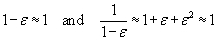 1 − ε ≈ 1 and 1/(1 − ε) ≈ 1 + ε + ε² ≈ 1